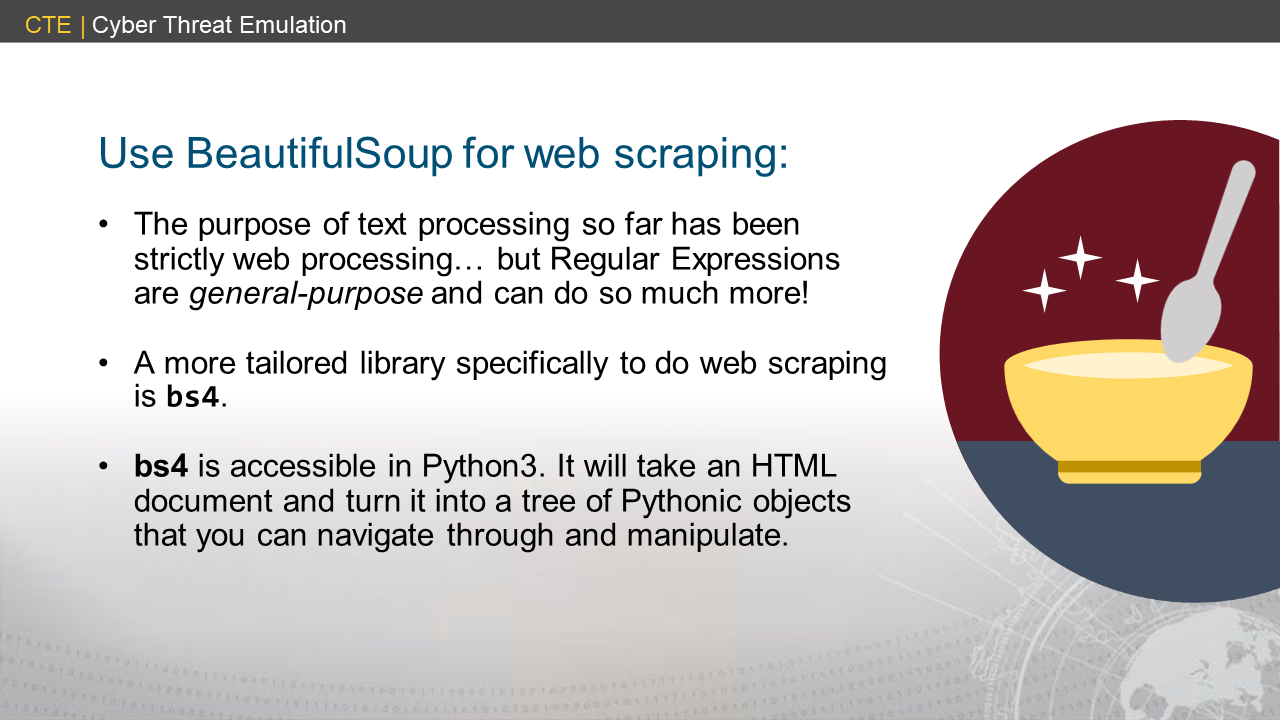 CTE | Cyber Threat Emulation
Use BeautifulSoup for web scraping:
• The purpose of text processing so far has been
strictly web processing… but Regular Expressions
are general-purpose and can do so much more!
• A more tailored library specifically to do web scraping
is bs4.
• bs4 is accessible in Python3. It will take an HTML
document and turn it into a tree of Pythonic objects
that you can navigate through and manipulate.